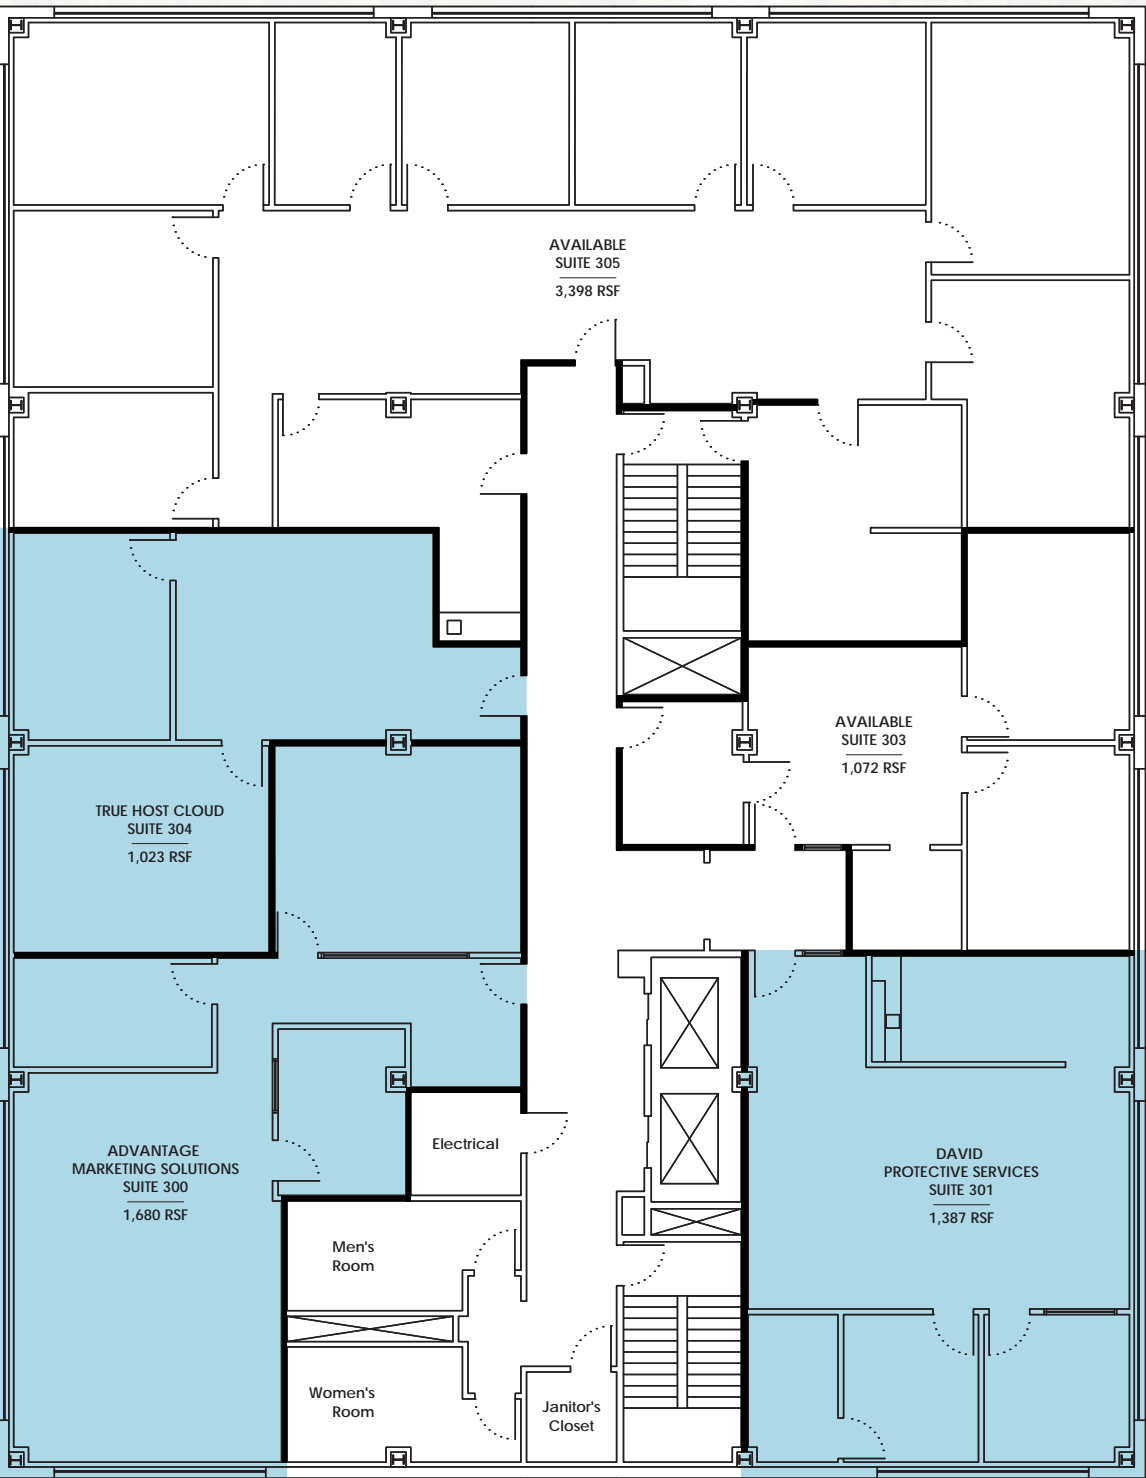 AVAILABLE
SUITE 305
3,398 RSF
AVAILABLE
SUITE 303
1,072 RSF
TRUE HOST CLOUD
SUITE 304
1,023 RSF
ADVANTAGE
MARKETING SOLUTIONS
SUITE 300
1,680 RSF
Electrical
DAVID
PROTECTIVE SERVICES
SUITE 301
1,387 RSF
Men's
Room
Women's
Room
Janitor's
Closet